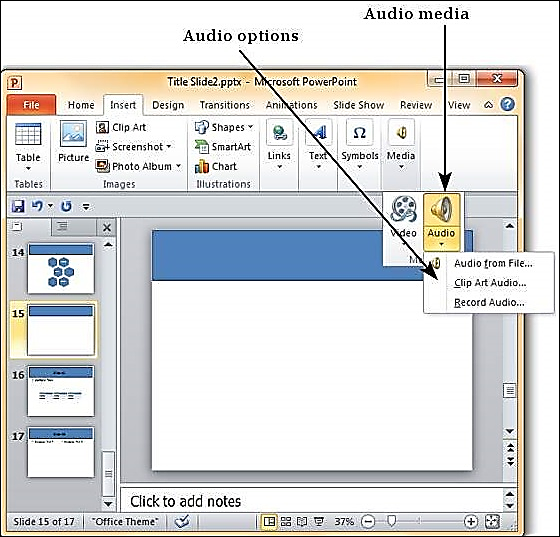 Audio media
Audio options
P
Title Slide2.pptx - Microsoft PowerPoint
File Home Insert Design Transitions Animations Slide Show Review View
Table Picture Clip Art Screenshot Photo Album Shapes SmartArt Chart Links Text Symbols Media
Tables Images Illustrations
Video Audio
Audio from File...
Clip Art Audio...
Record Audio...
14
15
16
17
Click to add notes
Slide 15 of 17 "Office Theme" 37%